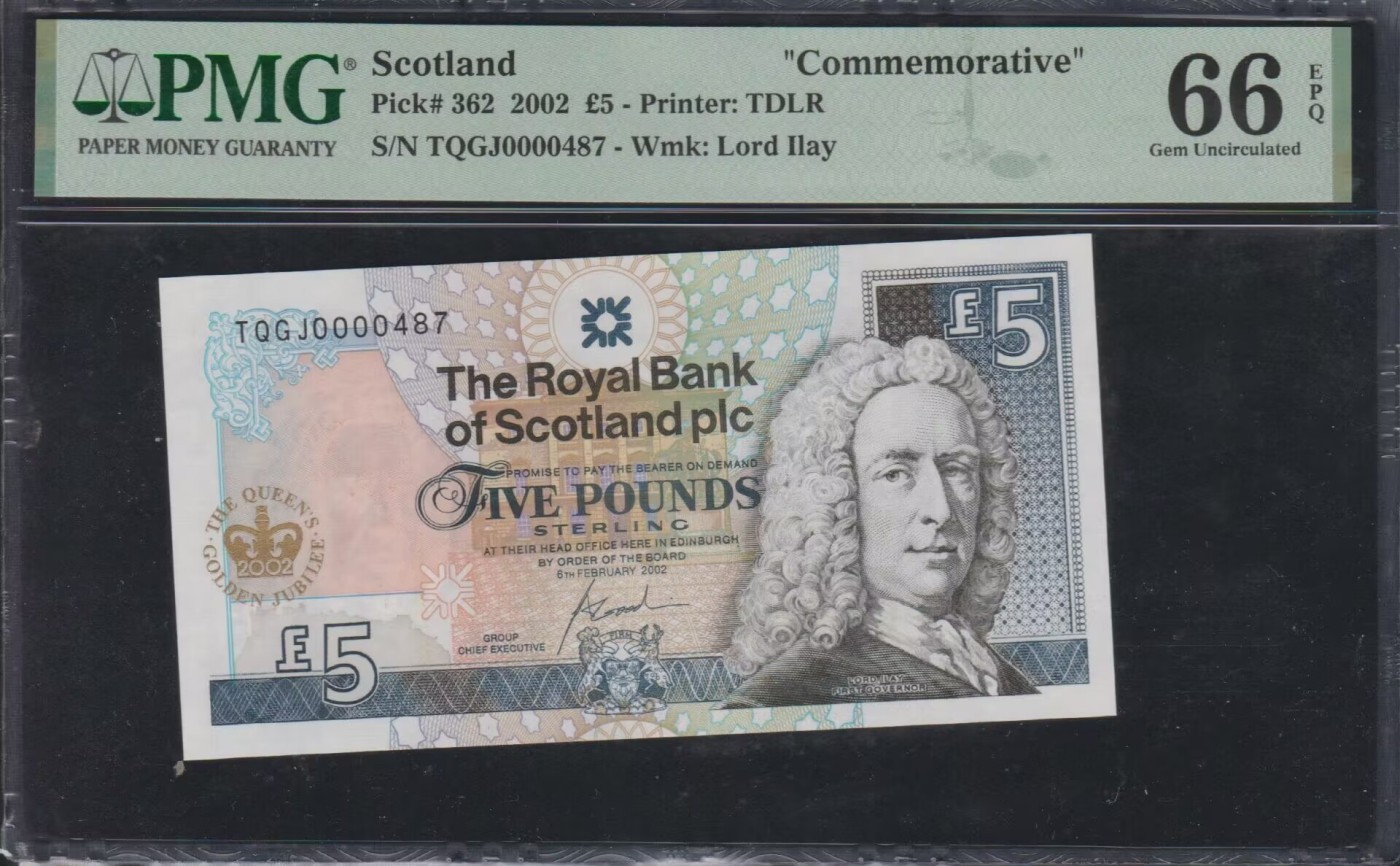 PMG®
PAPER MONEY GUARANTY
Scotland
"Commemorative"
Pick# 362 2002 £5 - Printer: TDLR
S/N TQGJ0000487 - Wmk: Lord Ilay
66
EPQ
Gem Uncirculated
TQGJ0000487
£5
The Royal Bank
of Scotland plc
PROMISE TO PAY THE BEARER ON DEMAND
FIVE POUNDS
STERLING
AT THEIR HEAD OFFICE HERE IN EDINBURGH
BY ORDER OF THE BOARD
6TH FEBRUARY 2002
· THE QUEEN'S · GOLDEN JUBILEE
2002
GROUP
CHIEF EXECUTIVE
FIRM
£5
LORD ILAY
FIRST GOVERNOR